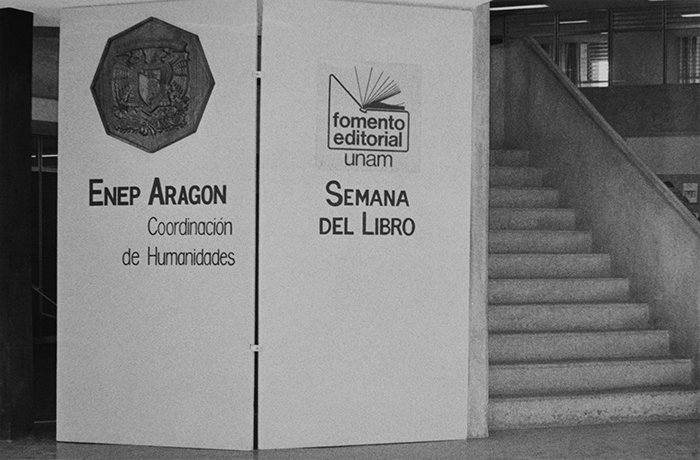 ENEP ARAGON
Coordinación
de Humanidades
fomento
editorial
unam
SEMANA
DEL LIBRO